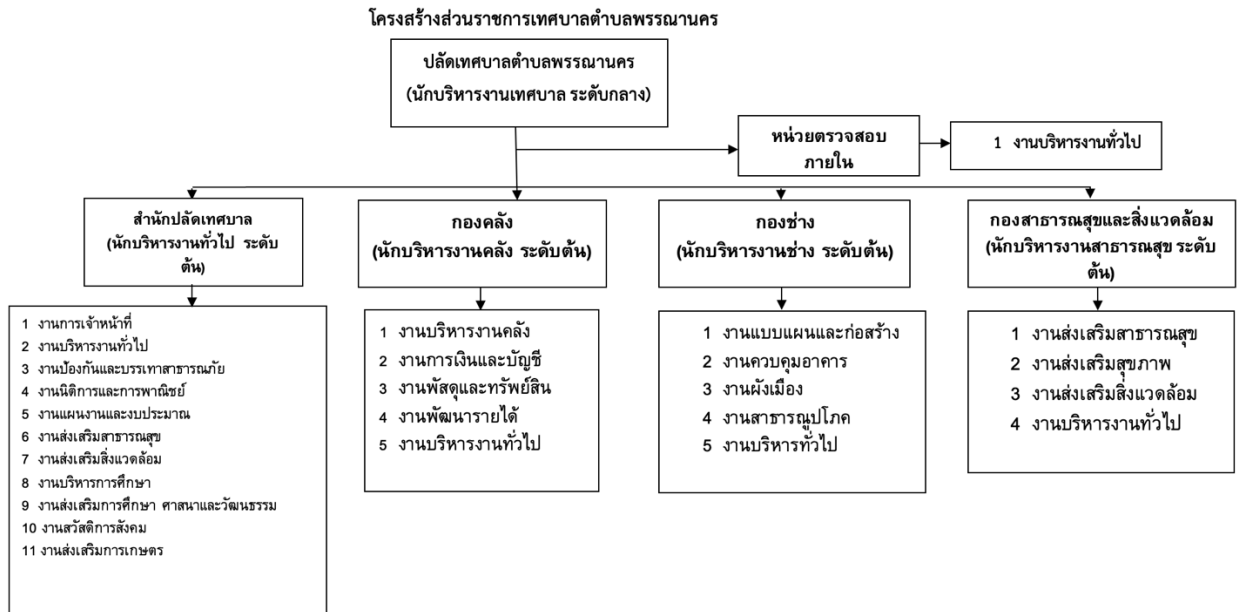 โครงสร้างส่วนราชการเทศบาลตำบลพรรณานคร
ปลัดเทศบาลตำบลพรรณานคร
(นักบริหารงานเทศบาล ระดับกลาง)
หน่วยตรวจสอบ
ภายใน
1 งานบริหารงานทั่วไป
สำนักปลัดเทศบาล
(นักบริหารงานทั่วไป ระดับ
ต้น)
1 งานการเจ้าหน้าที่
2 งานบริหารงานทั่วไป
3 งานป้องกันและบรรเทาสาธารณภัย
4 งานนิติการและการพาณิชย์
5 งานแผนงานและงบประมาณ
6 งานส่งเสริมสาธารณสุข
7 งานส่งเสริมสิ่งแวดล้อม
8 งานบริหารการศึกษา
9 งานส่งเสริมการศึกษา ศาสนาและวัฒนธรรม
10 งานสวัสดิการสังคม
11 งานส่งเสริมการเกษตร
กองคลัง
(นักบริหารงานคลัง ระดับต้น)
1 งานบริหารงานคลัง
2 งานการเงินและบัญชี
3 งานพัสดุและทรัพย์สิน
4 งานพัฒนารายได้
5 งานบริหารงานทั่วไป
กองช่าง
(นักบริหารงานช่าง ระดับต้น)
1 งานแบบแผนและก่อสร้าง
2 งานควบคุมอาคาร
3 งานผังเมือง
4 งานสาธารณูปโภค
5 งานบริหารทั่วไป
กองสาธารณสุขและสิ่งแวดล้อม
(นักบริหารงานสาธารณสุข ระดับ
ต้น)
1 งานส่งเสริมสาธารณสุข
2 งานส่งเสริมสุขภาพ
3 งานส่งเสริมสิ่งแวดล้อม
4 งานบริหารงานทั่วไป